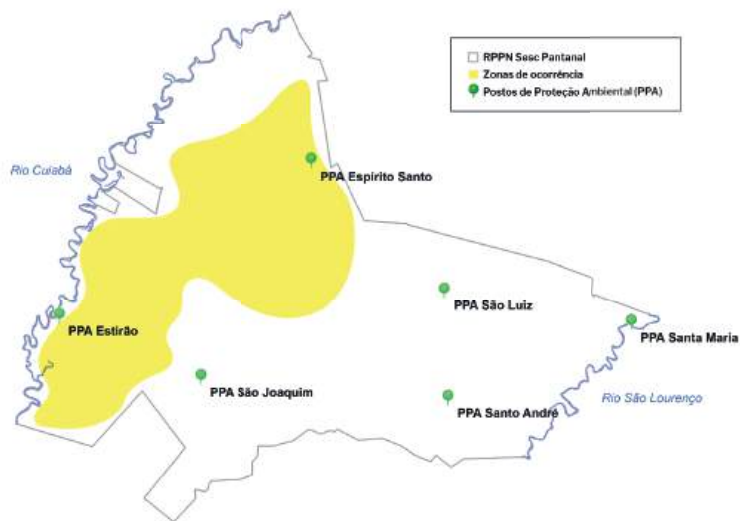 RPPN Sesc Pantanal
Zonas de ocorrência
Postos de Proteção Ambiental (PPA)
Rio Cuiabá
PPA Espírito Santo
PPA São Luiz
PPA Estirão
PPA Santa Maria
PPA São Joaquim
Rio São Lourenço
PPA Santo André